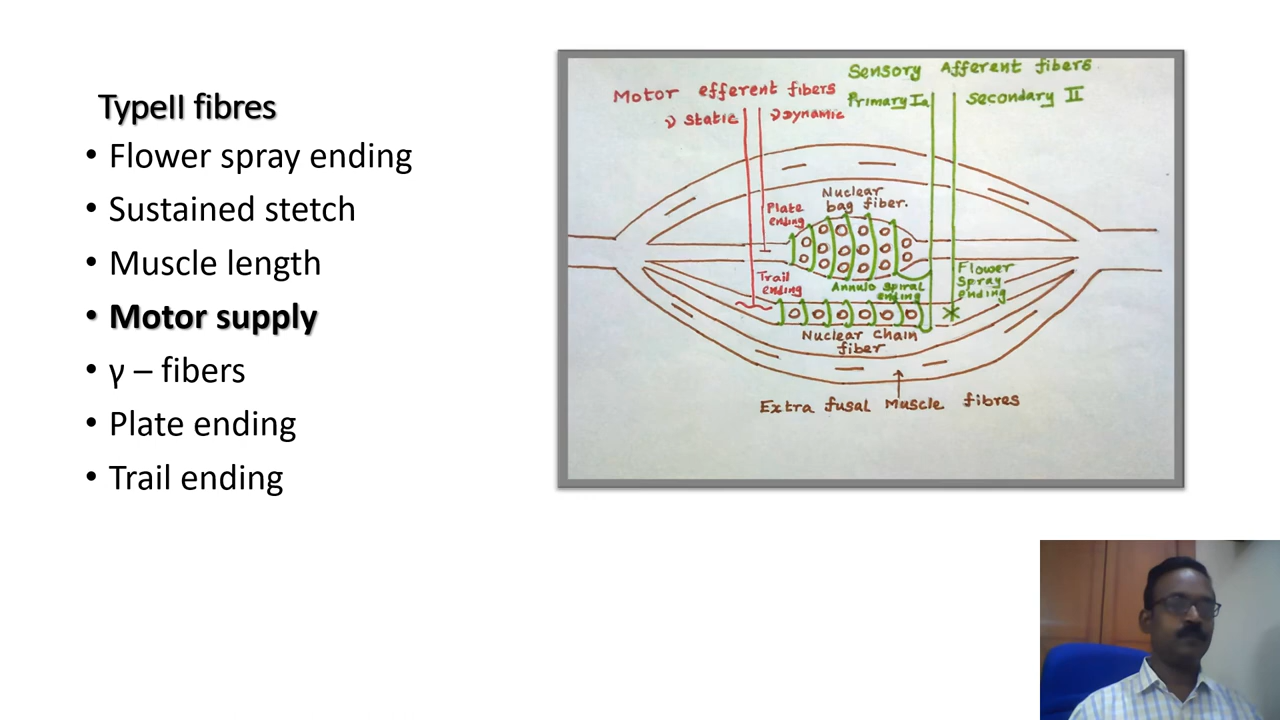 TypeII fibres
• Flower spray ending
• Sustained stetch
• Muscle length
• Motor supply
• γ – fibers
• Plate ending
• Trail ending
Sensory Afferent fibers
Motor efferent fibers
Primary Ia
Secondary II
γ static
γ Dynamic
Nuclear
bag fiber.
Plate
ending
Trail
ending
Annulo spiral
ending
Flower
Spray
ending
Nuclear chain
fiber
Extra fusal Muscle fibres